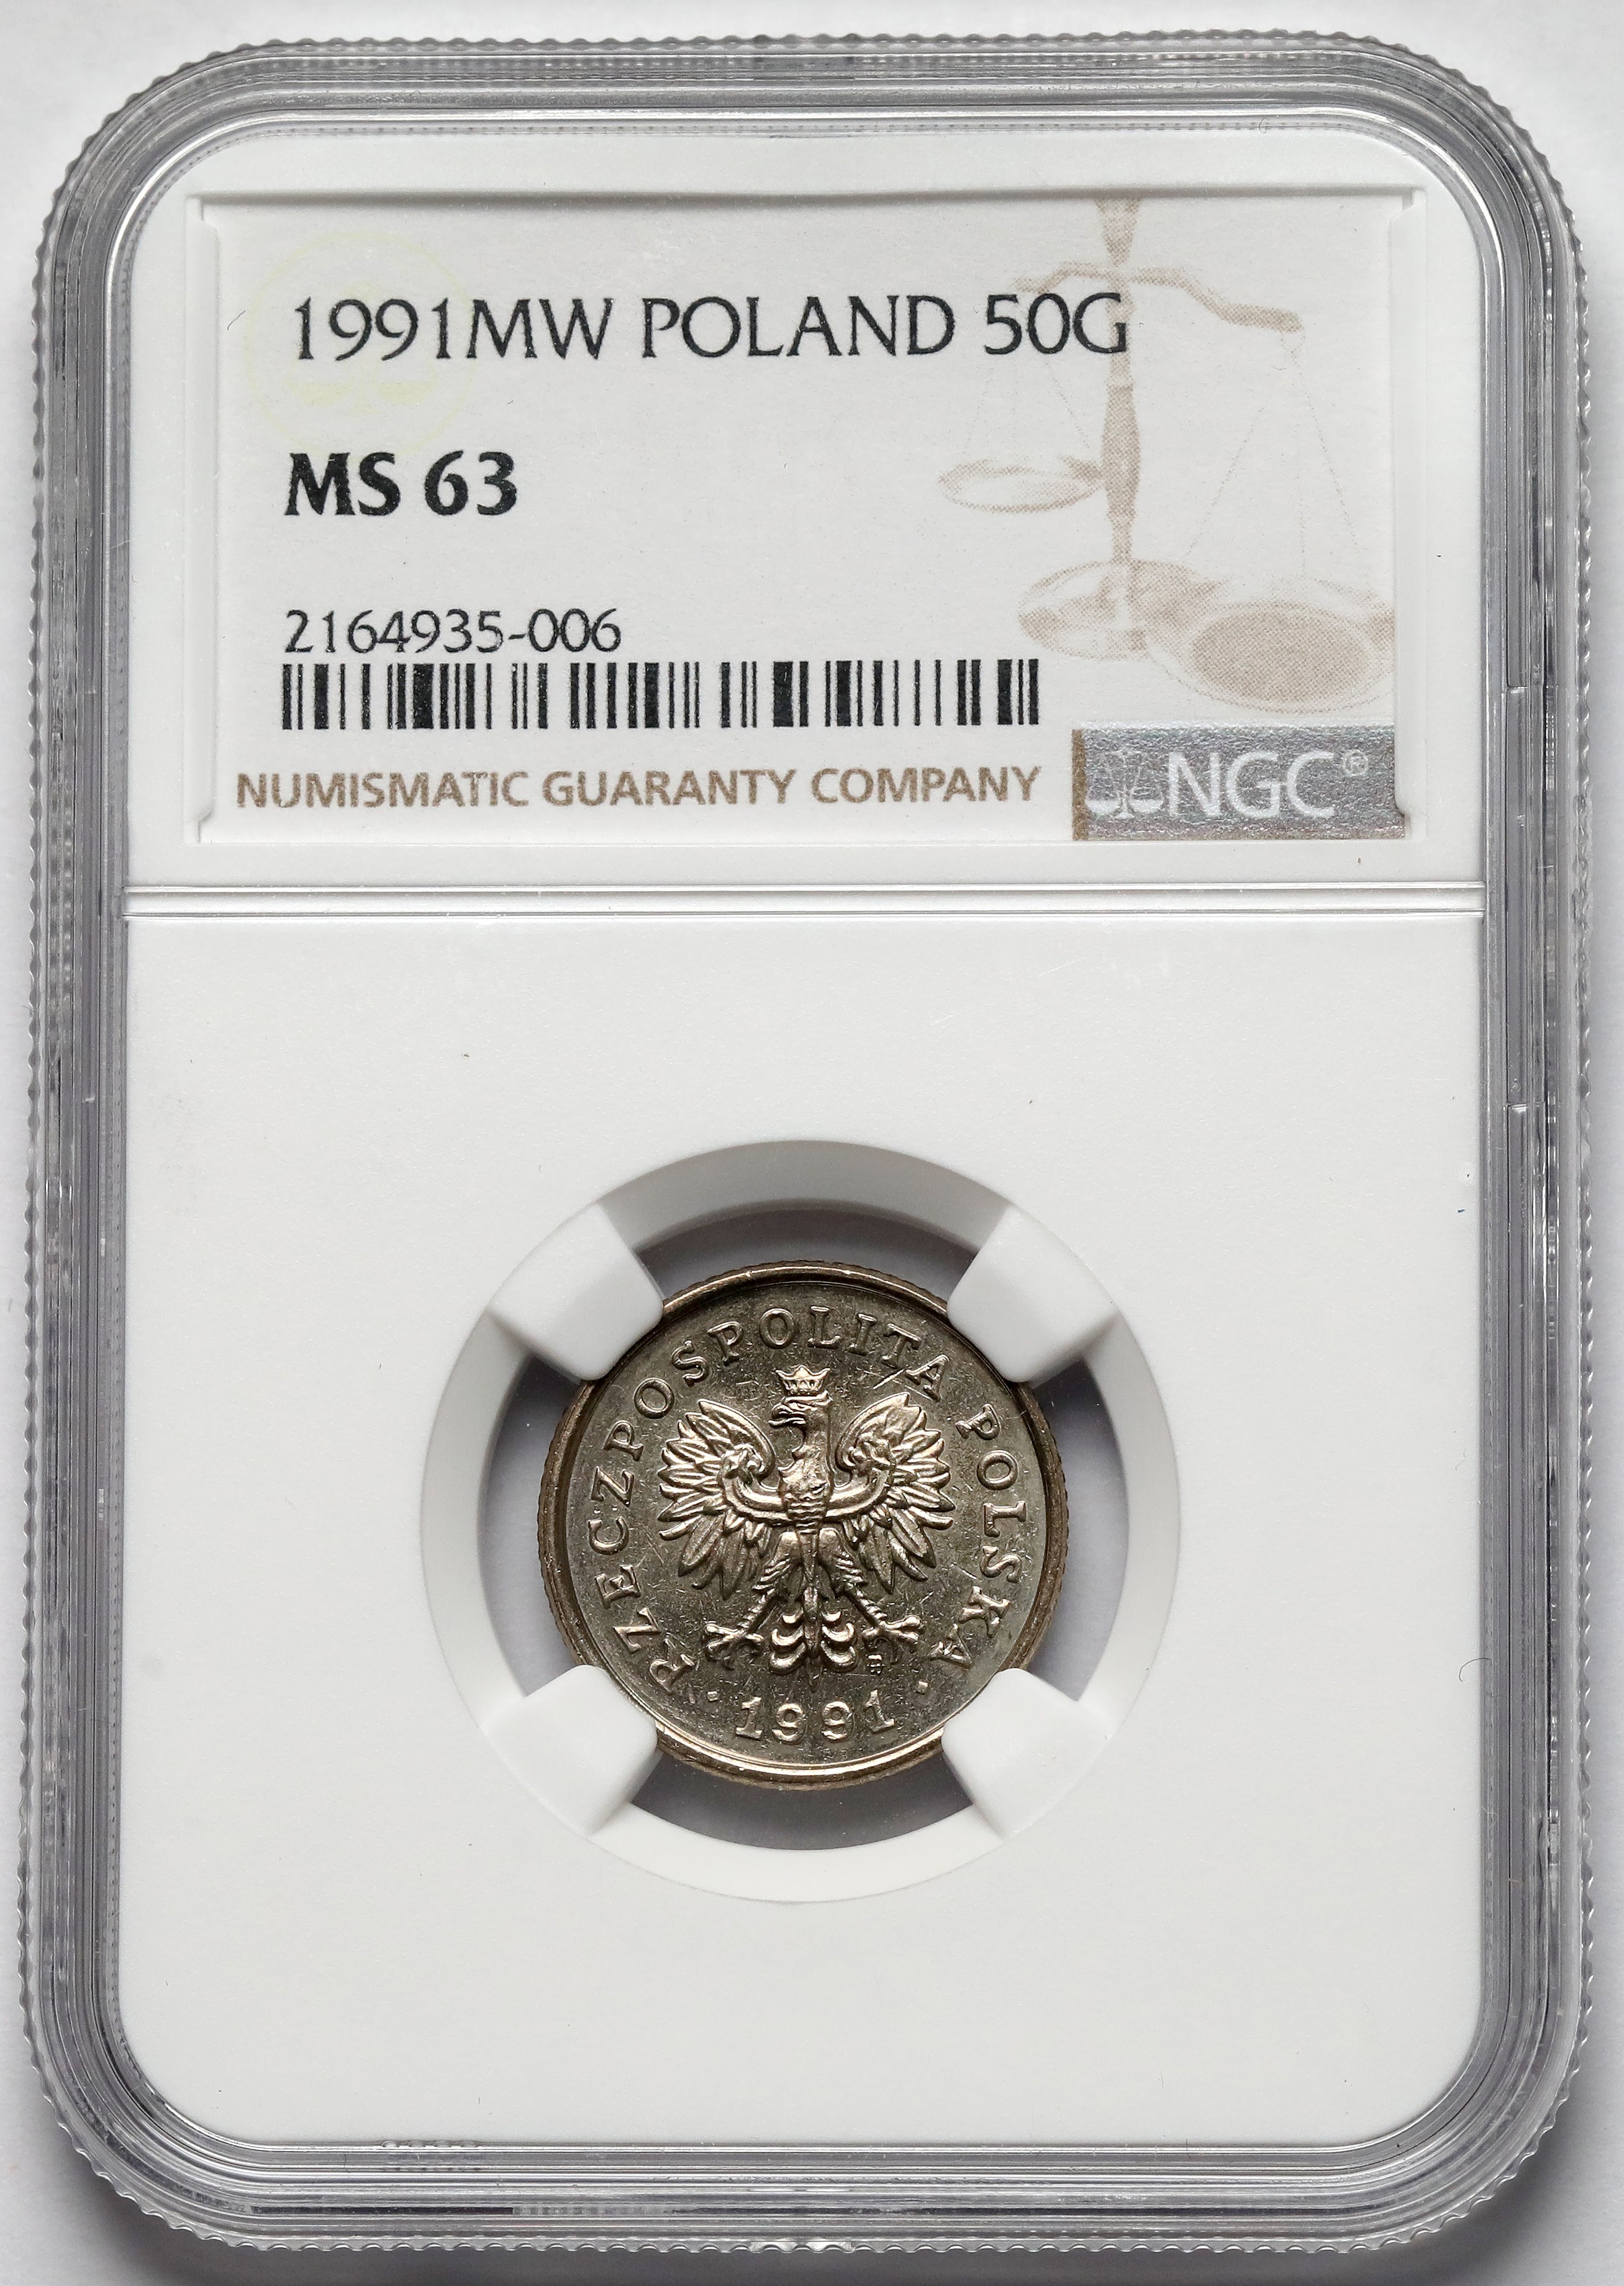 1991MW POLAND 50G
MS 63
2164935-006
NUMISMATIC GUARANTY COMPANY
NGC®
RZECZPOSPOLITA POLSKA
· 1991 ·